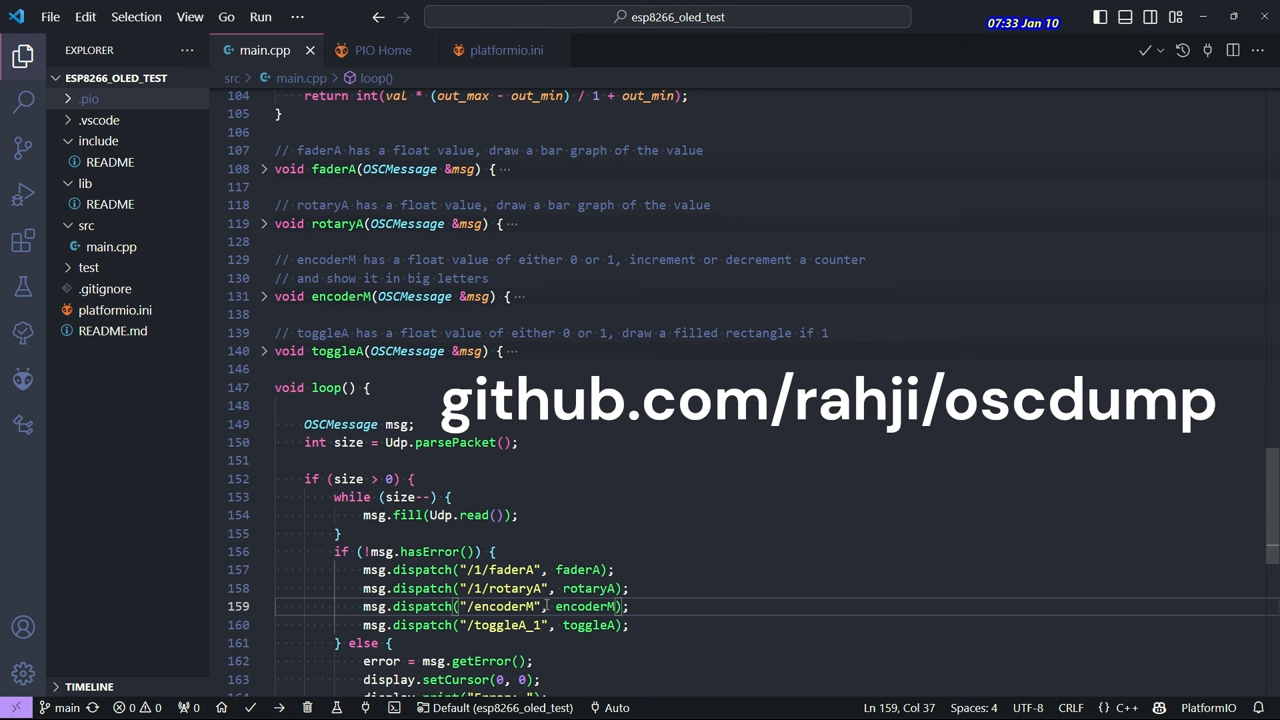 File Edit Selection View Go Run ···
esp8266_oled_test
07:33 Jan 10
EXPLORER
main.cpp
PIO Home
platformio.ini
ESP8266_OLED_TEST
src > main.cpp > loop()
.pio
.vscode
include
README
lib
README
src
main.cpp
test
.gitignore
platformio.ini
README.md
TIMELINE
104 return int(val * (out_max - out_min) / 1 + out_min);
105 }
106
107 // faderA has a float value, draw a bar graph of the value
108 void faderA(OSCMessage &msg) { ···
117
118 // rotaryA has a float value, draw a bar graph of the value
119 void rotaryA(OSCMessage &msg) { ···
128
129 // encoderM has a float value of either 0 or 1, increment or decrement a counter
130 // and show it in big letters
131 void encoderM(OSCMessage &msg) { ···
138
139 // toggleA has a float value of either 0 or 1, draw a filled rectangle if 1
140 void toggleA(OSCMessage &msg) { ···
146
147 void loop() {
148
github.com/rahji/oscdump
149 OSCMessage msg;
150 int size = Udp.parsePacket();
151
152 if (size > 0) {
153 while (size--) {
154 msg.fill(Udp.read());
155 }
156 if (!msg.hasError()) {
157 msg.dispatch("/1/faderA", faderA);
158 msg.dispatch("/1/rotaryA", rotaryA);
159 msg.dispatch("/encoderM", encoderM);
160 msg.dispatch("/toggleA_1", toggleA);
161 } else {
162 error = msg.getError();
163 display.setCursor(0, 0);
main 0 0 0 Default (esp8266_oled_test) Auto Ln 159, Col 37 Spaces: 4 UTF-8 CRLF {} C++ PlatformIO